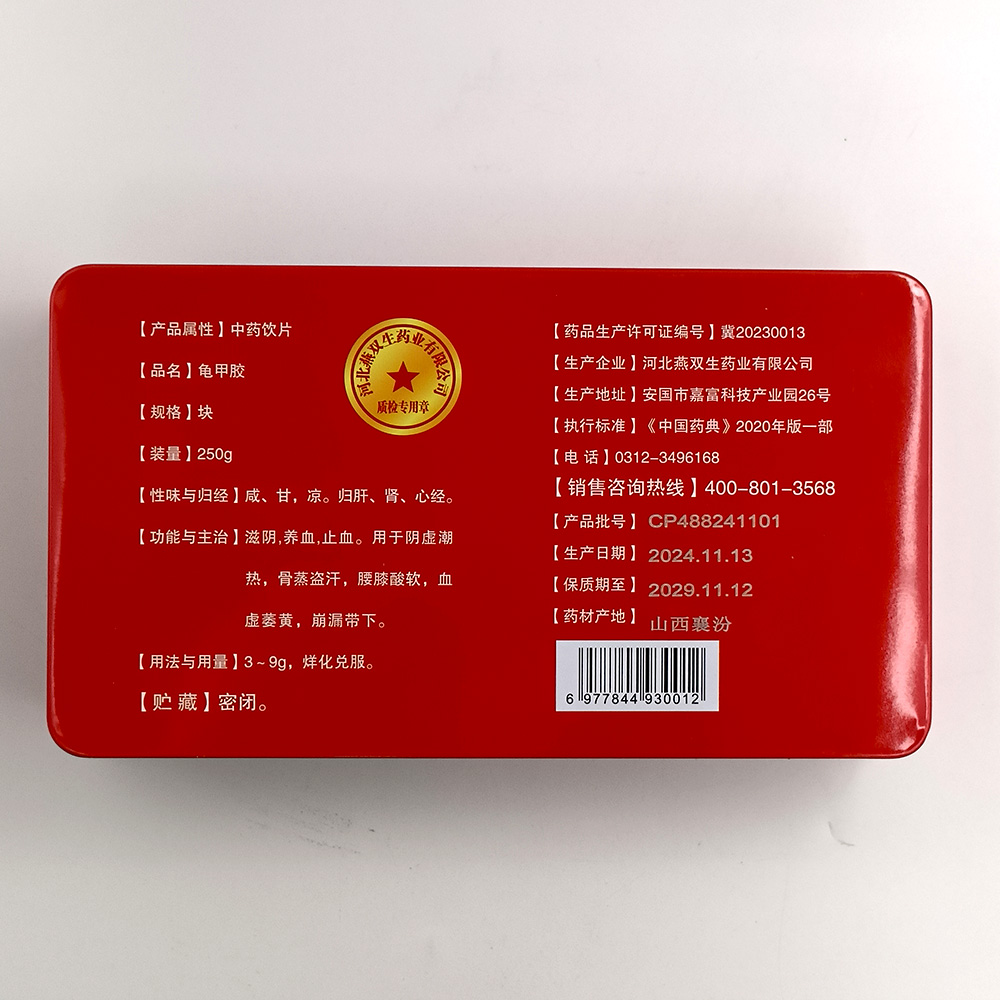 【产品属性】中药饮片
【品名】龟甲胶
【规格】块
【装量】250g
【性味与归经】咸、甘，凉。归肝、肾、心经。
【功能与主治】滋阴,养血,止血。用于阴虚潮
热，骨蒸盗汗，腰膝酸软，血
虚萎黄，崩漏带下。
【用法与用量】3~9g，烊化兑服。
【贮 藏】密闭。
河北燕双生药业有限公司
质检专用章
【药品生产许可证编号】冀20230013
【生产企业】河北燕双生药业有限公司
【生产地址】安国市嘉富科技产业园26号
【执行标准】《中国药典》2020年版一部
【电 话】0312-3496168
【销售咨询热线】400-801-3568
【产品批号】CP488241101
【生产日期】2024.11.13
【保质期至】2029.11.12
【药材产地】山西襄汾
6 977844 930012